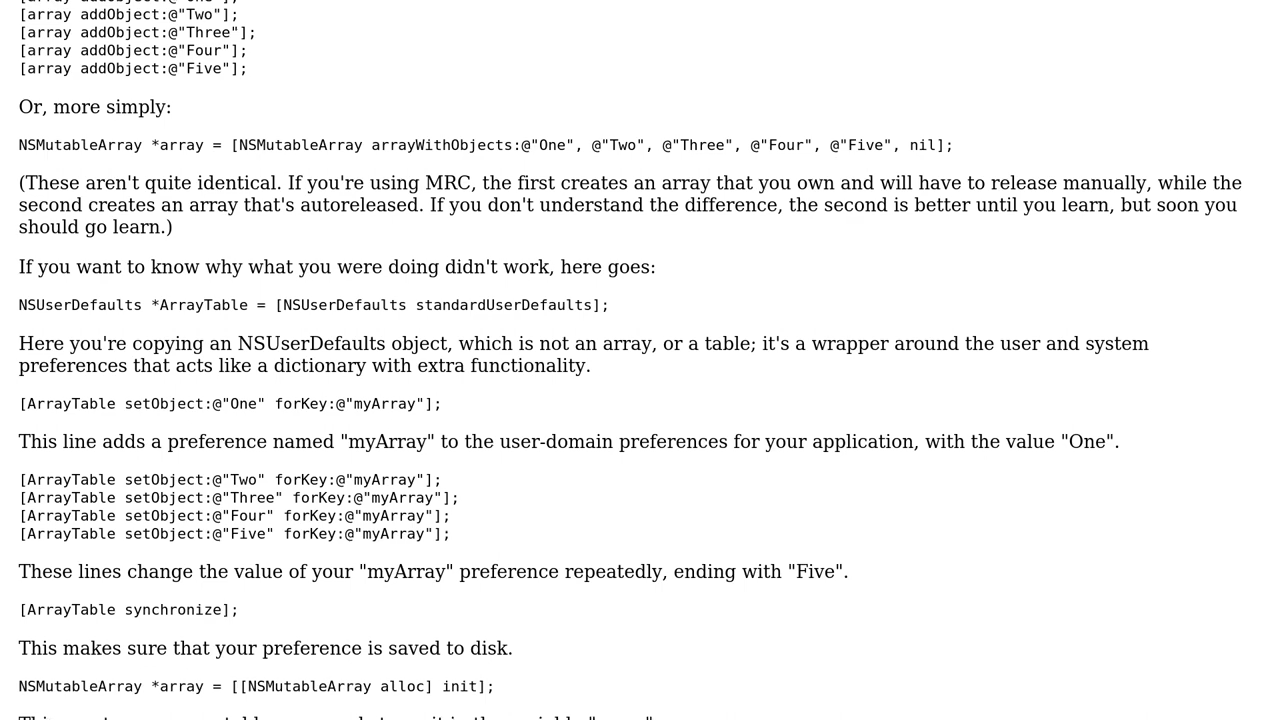 [array addObject:@"One"];
[array addObject:@"Two"];
[array addObject:@"Three"];
[array addObject:@"Four"];
[array addObject:@"Five"];
Or, more simply:
NSMutableArray *array = [NSMutableArray arrayWithObjects:@"One", @"Two", @"Three", @"Four", @"Five", nil];
(These aren't quite identical. If you're using MRC, the first creates an array that you own and will have to release manually, while the
second creates an array that's autoreleased. If you don't understand the difference, the second is better until you learn, but soon you
should go learn.)
If you want to know why what you were doing didn't work, here goes:
NSUserDefaults *ArrayTable = [NSUserDefaults standardUserDefaults];
Here you're copying an NSUserDefaults object, which is not an array, or a table; it's a wrapper around the user and system
preferences that acts like a dictionary with extra functionality.
[ArrayTable setObject:@"One" forKey:@"myArray"];
This line adds a preference named "myArray" to the user-domain preferences for your application, with the value "One".
[ArrayTable setObject:@"Two" forKey:@"myArray"];
[ArrayTable setObject:@"Three" forKey:@"myArray"];
[ArrayTable setObject:@"Four" forKey:@"myArray"];
[ArrayTable setObject:@"Five" forKey:@"myArray"];
These lines change the value of your "myArray" preference repeatedly, ending with "Five".
[ArrayTable synchronize];
This makes sure that your preference is saved to disk.
NSMutableArray *array = [[NSMutableArray alloc] init];